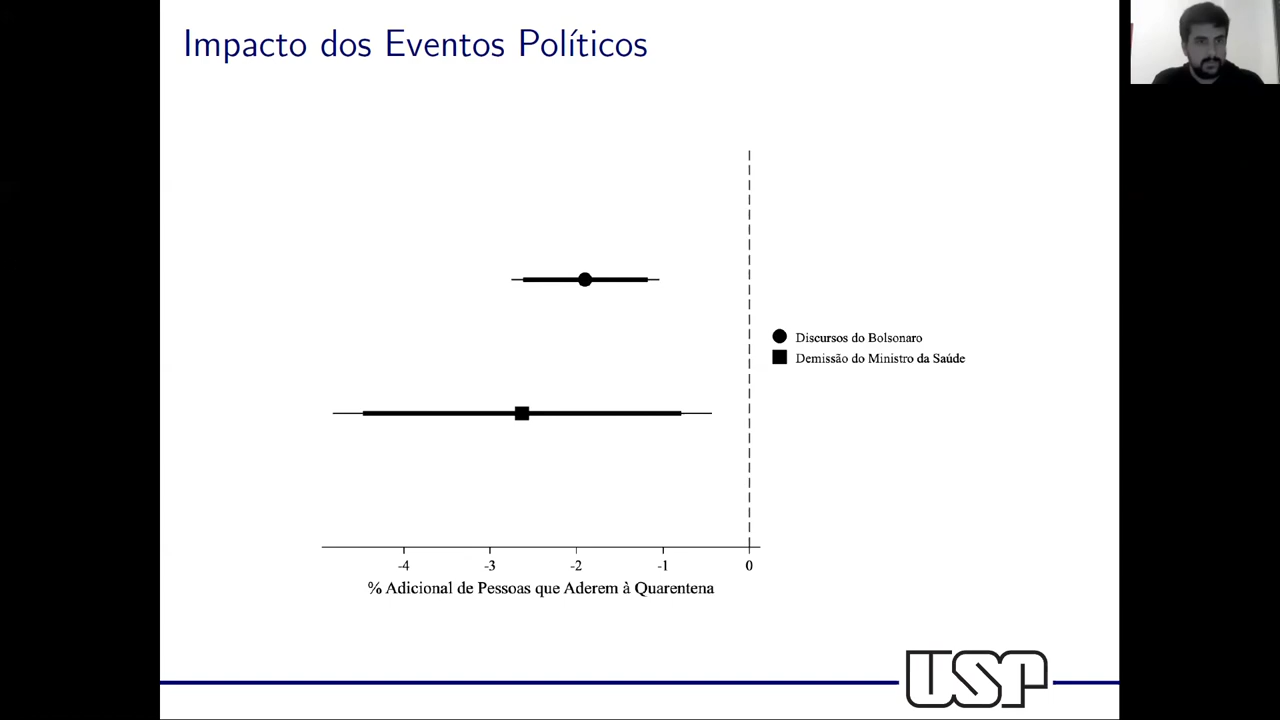 Impacto dos Eventos Políticos
Discursos do Bolsonaro
Demissão do Ministro da Saúde
-4 -3 -2 -1 0
% Adicional de Pessoas que Aderem à Quarentena
USP